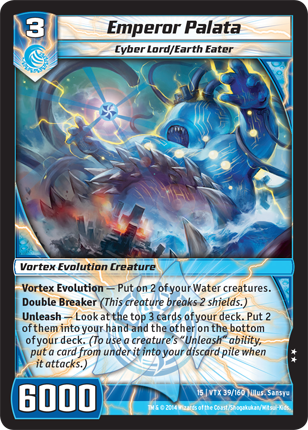 3
Emperor Palata
Cyber Lord/Earth Eater
Vortex Evolution Creature
Vortex Evolution — Put on 2 of your Water creatures.
Double Breaker (This creature breaks 2 shields.)
Unleash — Look at the top 3 cards of your deck. Put 2
of them into your hand and the other on the bottom
of your deck. (To use a creature's "Unleash" ability,
put a card from under it into your discard pile when
it attacks.)
6000
15 | VTX 39/160 | Illus. Sansyu
TM & © 2014 Wizards of the Coast/Shogakukan/Mitsui-Kids.